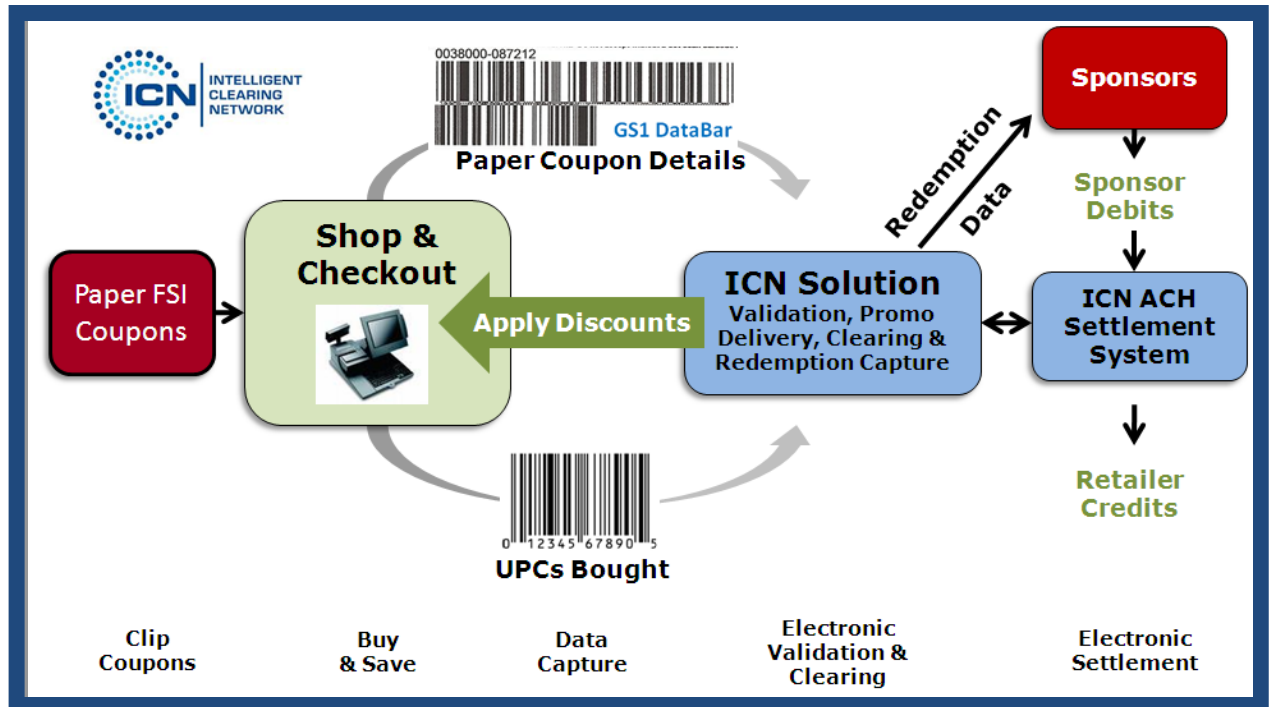 ICN
INTELLIGENT
CLEARING
NETWORK
0038000-087212
GS1 DataBar
Paper Coupon Details
Sponsors
Redemption
Data
Sponsor
Debits
Paper FSI
Coupons
Shop &
Checkout
Apply Discounts
ICN Solution
Validation, Promo
Delivery, Clearing &
Redemption Capture
ICN ACH
Settlement
System
Retailer
Credits
0 12345 67890 5
UPCs Bought
Clip
Coupons
Buy
& Save
Data
Capture
Electronic
Validation &
Clearing
Electronic
Settlement